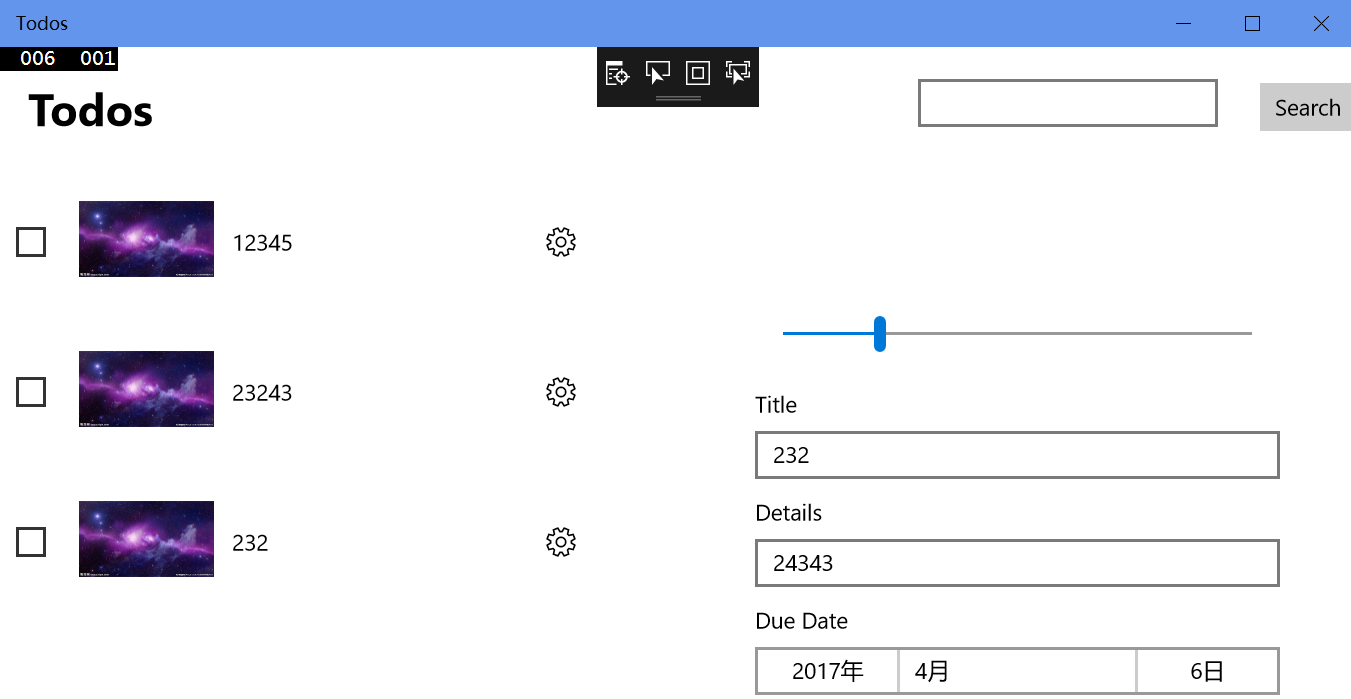 Todos
006 001
Todos
Search
12345
23243
232
Title
232
Details
24343
Due Date
2017年 4月 6日